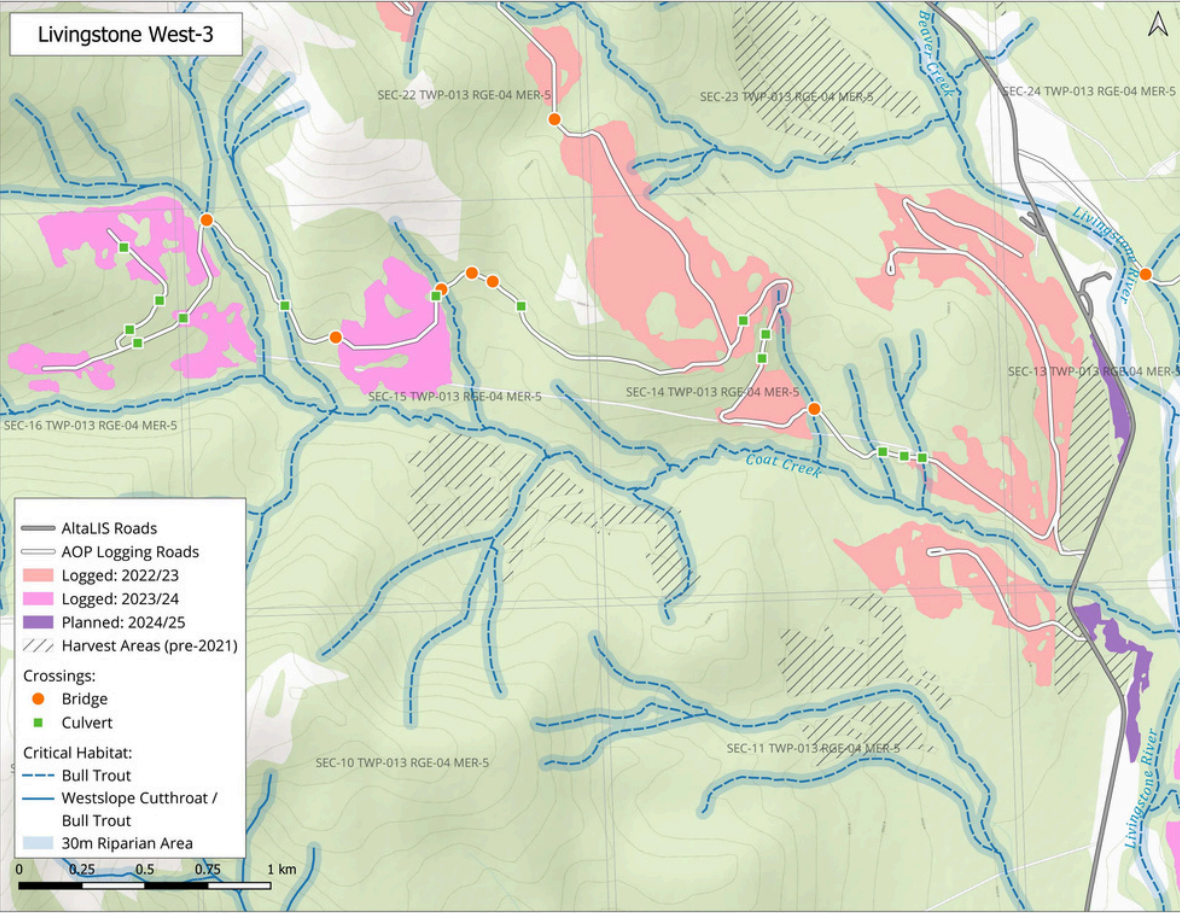 Livingstone West-3
SEC-22 TWP-013 RGE-04 MER-5
SEC-23 TWP-013 RGE-04 MER-5
SEC-24 TWP-013 RGE-04 MER-5
Beaver Creek
Livingstone River
SEC-16 TWP-013 RGE-04 MER-5
SEC-15 TWP-013 RGE-04 MER-5
SEC-14 TWP-013 RGE-04 MER-5
SEC-13 TWP-013 RGE-04 MER-5
Coat Creek
SEC-10 TWP-013 RGE-04 MER-5
SEC-11 TWP-013 RGE-04 MER-5
Livingstone River
AltaLIS Roads
AOP Logging Roads
Logged: 2022/23
Logged: 2023/24
Planned: 2024/25
Harvest Areas (pre-2021)
Crossings:
Bridge
Culvert
Critical Habitat:
Bull Trout
Westslope Cutthroat /
Bull Trout
30m Riparian Area
0 0.25 0.5 0.75 1 km